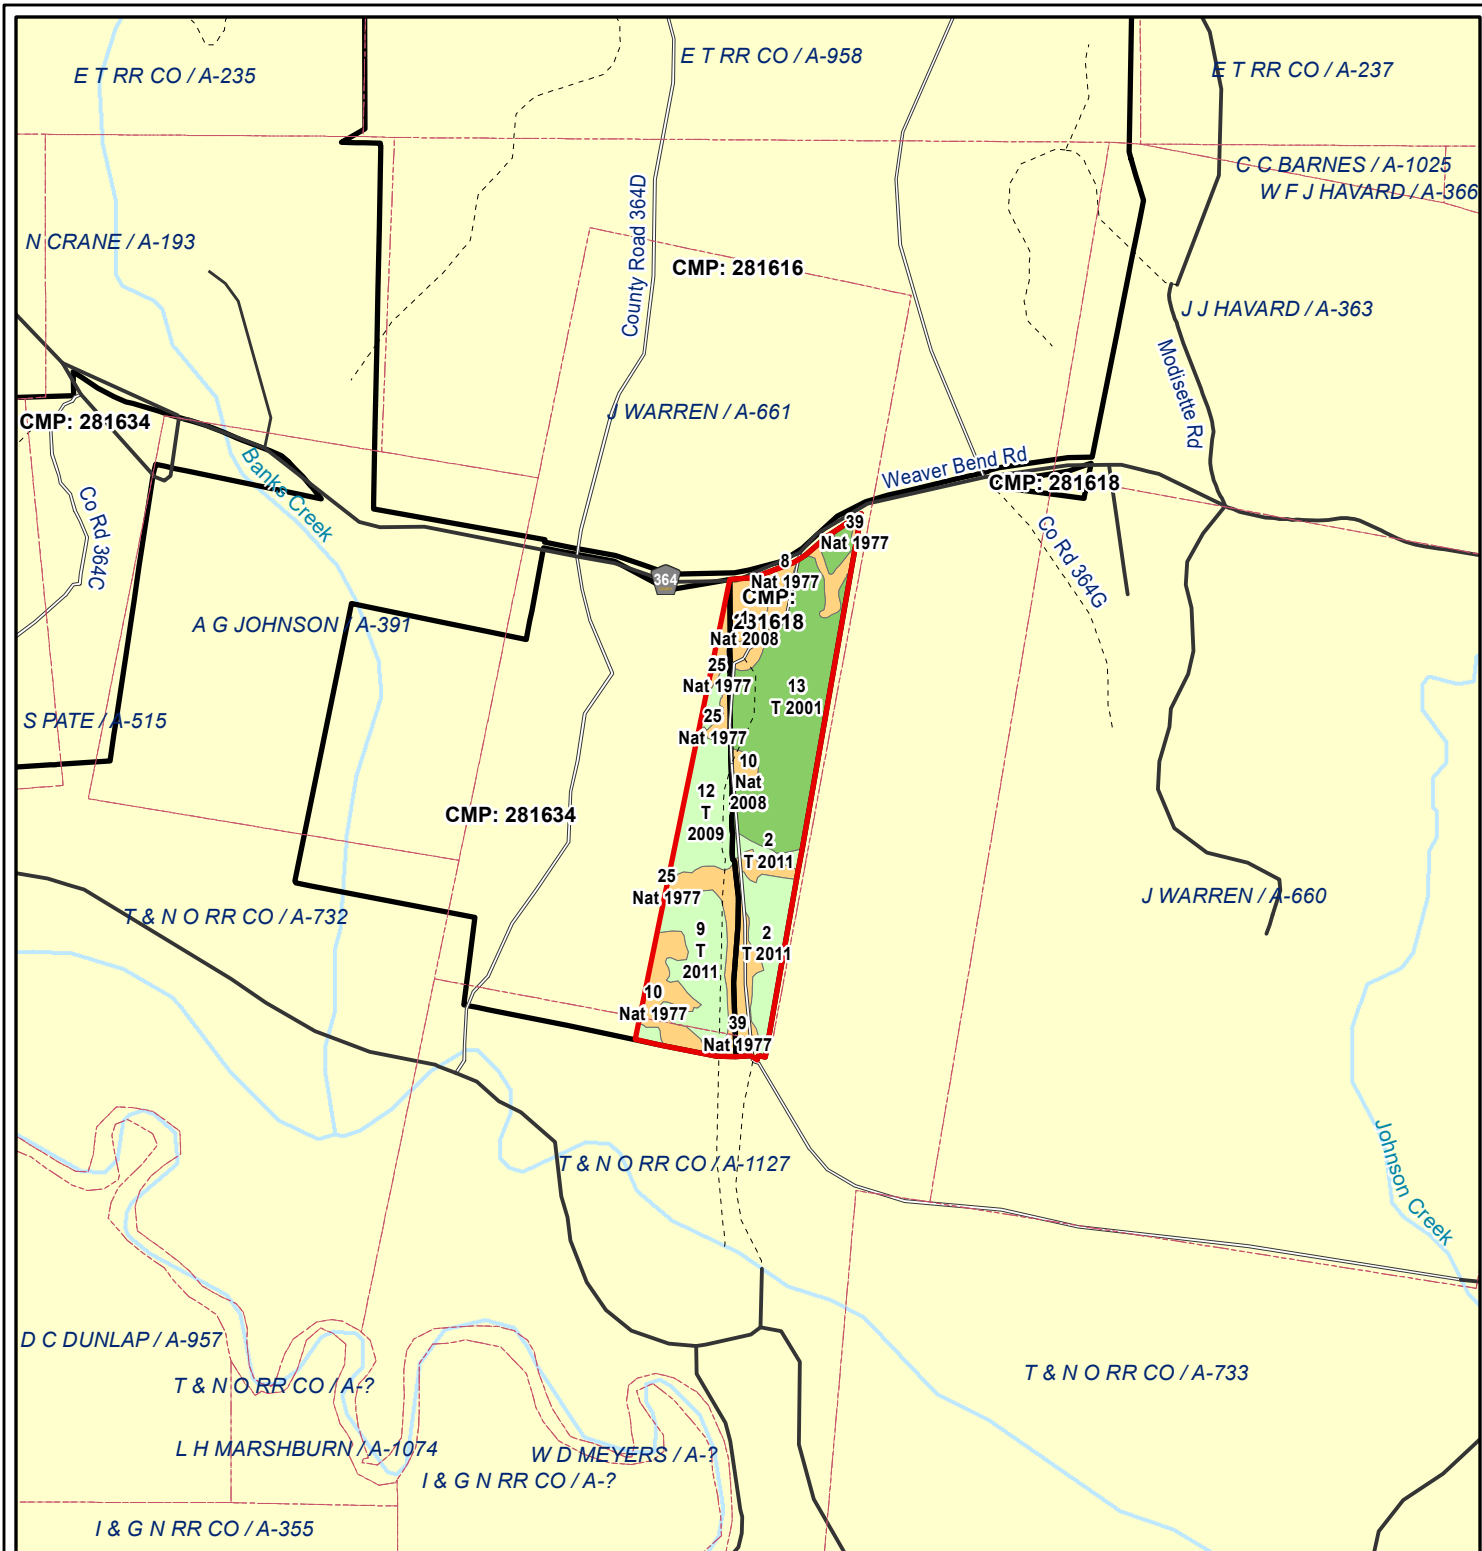 E T RR CO / A-235
E T RR CO / A-958
E T RR CO / A-237
C C BARNES / A-1025
W F J HAVARD / A-366
N CRANE / A-193
County Road 364D
CMP: 281616
J J HAVARD / A-363
Modisette Rd
J WARREN / A-661
CMP: 281634
Banks Creek
Weaver Bend Rd
CMP: 281618
Co Rd 364C
Co Rd 364G
39
Nat 1977
8
Nat 1977
364
CMP:
281618
1
Nat 2008
A G JOHNSON / A-391
25
Nat 1977
13
T 2001
S PATE / A-515
25
Nat 1977
10
Nat
2008
12
T
2009
CMP: 281634
2
T 2011
25
Nat 1977
J WARREN / A-660
T & N O RR CO / A-732
9
T
2011
2
T 2011
10
Nat 1977
39
Nat 1977
T & N O RR CO / A-1127
Johnson Creek
D C DUNLAP / A-957
T & N O RR CO / A-?
T & N O RR CO / A-733
L H MARSHBURN / A-1074
W D MEYERS / A-?
I & G N RR CO / A-?
I & G N RR CO / A-355